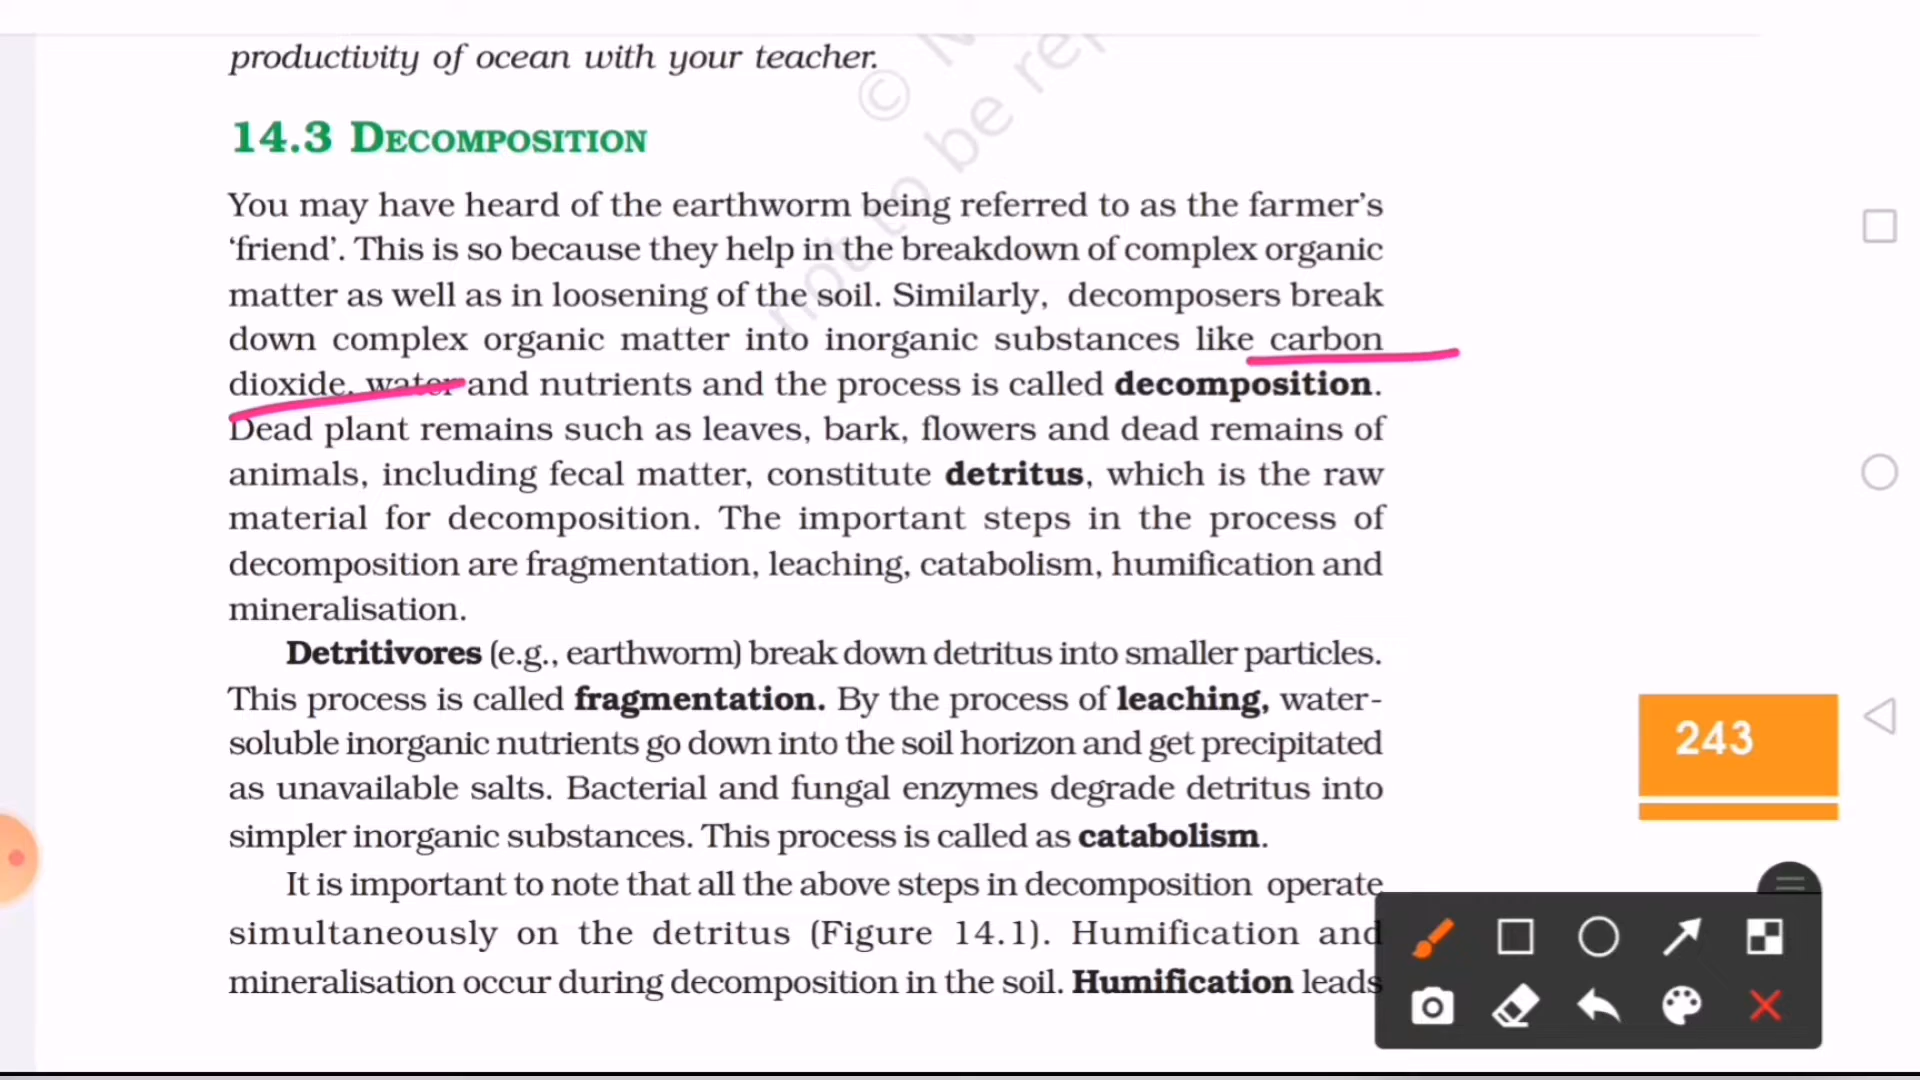 productivity of ocean with your teacher.
© N
not to be rep
14.3 DECOMPOSITION
You may have heard of the earthworm being referred to as the farmer’s
‘friend’. This is so because they help in the breakdown of complex organic
matter as well as in loosening of the soil. Similarly, decomposers break
down complex organic matter into inorganic substances like carbon
dioxide, water and nutrients and the process is called decomposition.
Dead plant remains such as leaves, bark, flowers and dead remains of
animals, including fecal matter, constitute detritus, which is the raw
material for decomposition. The important steps in the process of
decomposition are fragmentation, leaching, catabolism, humification and
mineralisation.
Detritivores (e.g., earthworm) break down detritus into smaller particles.
This process is called fragmentation. By the process of leaching, water-
soluble inorganic nutrients go down into the soil horizon and get precipitated
as unavailable salts. Bacterial and fungal enzymes degrade detritus into
simpler inorganic substances. This process is called as catabolism.
It is important to note that all the above steps in decomposition operate
simultaneously on the detritus (Figure 14.1). Humification and
mineralisation occur during decomposition in the soil. Humification leads
243